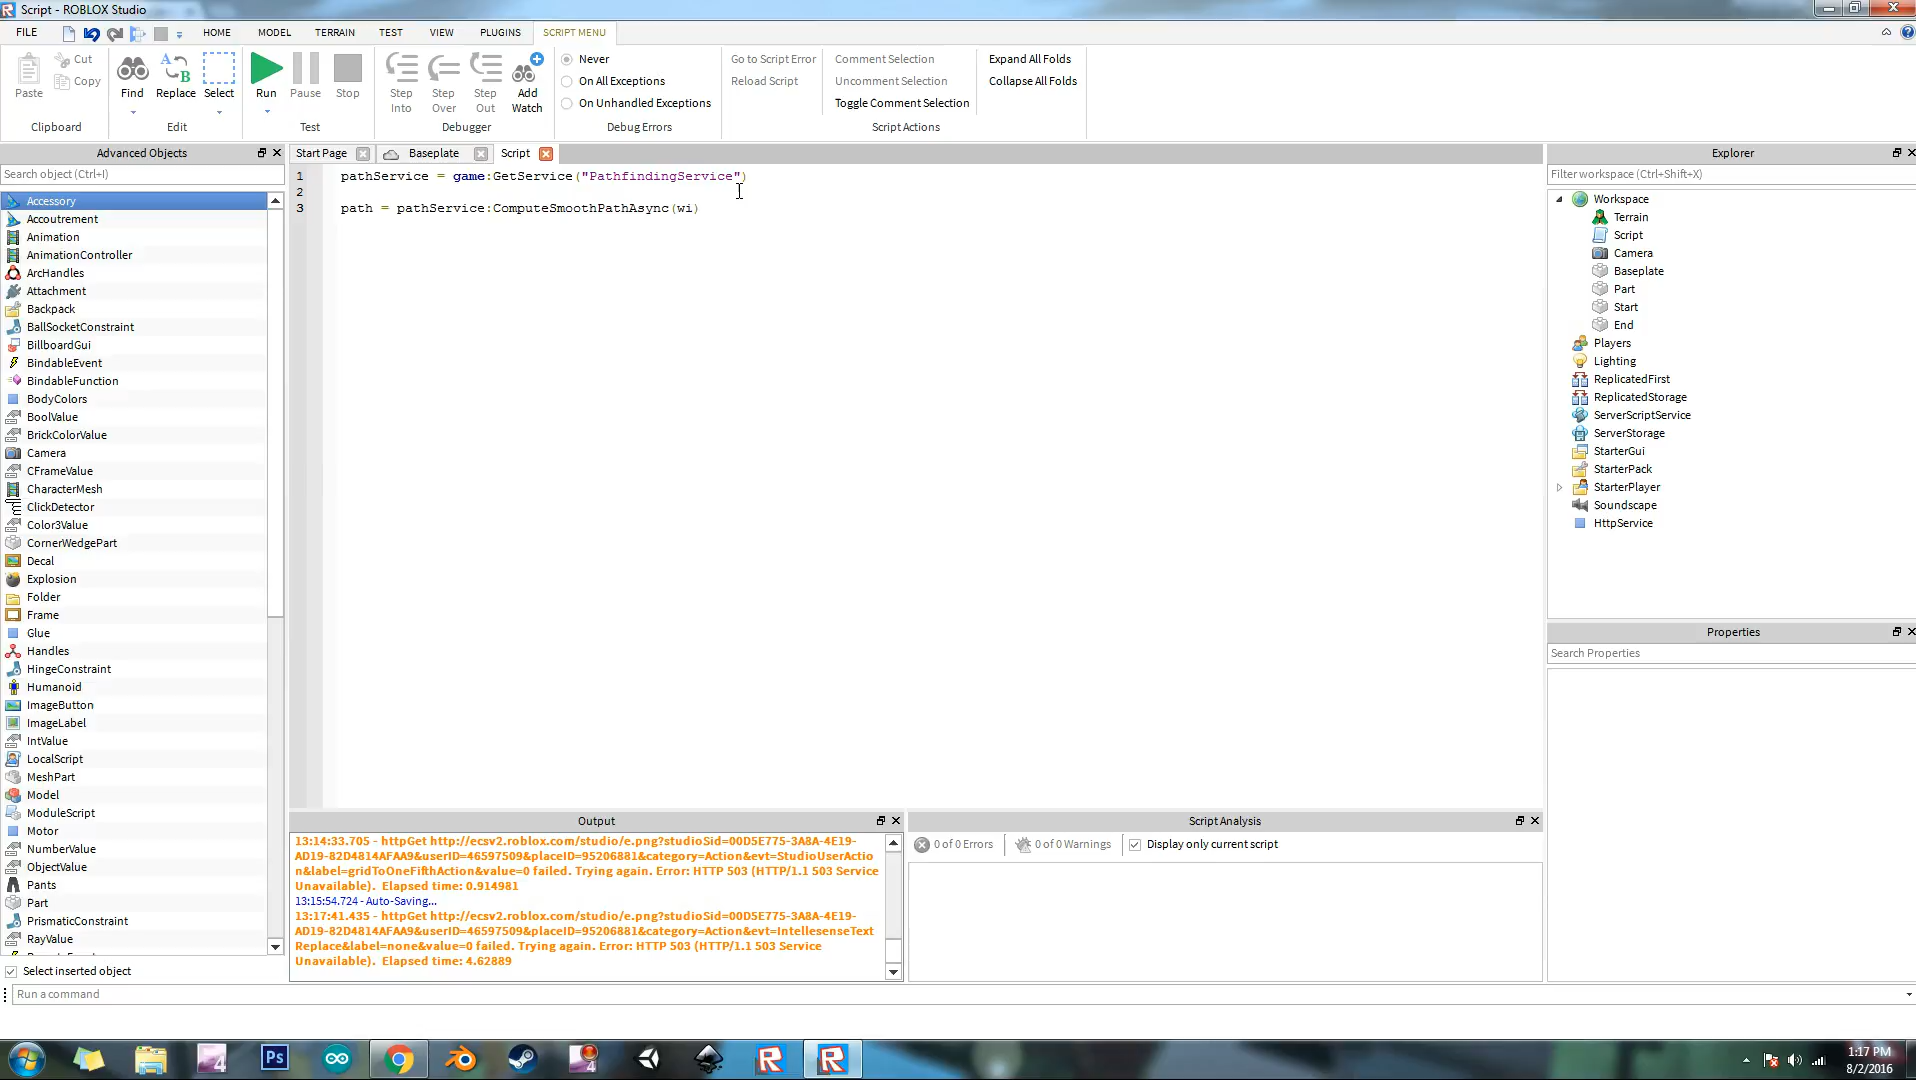 Script - ROBLOX Studio
FILE
HOME
MODEL
TERRAIN
TEST
VIEW
PLUGINS
SCRIPT MENU
Paste
Cut
Copy
Clipboard
Find
Replace
Select
Edit
Run
Pause
Stop
Test
Step Into
Step Over
Step Out
Add Watch
Debugger
Never
On All Exceptions
On Unhandled Exceptions
Debug Errors
Go to Script Error
Reload Script
Comment Selection
Uncomment Selection
Toggle Comment Selection
Script Actions
Expand All Folds
Collapse All Folds
Advanced Objects
Search object (Ctrl+I)
Accessory
Accoutrement
Animation
AnimationController
ArcHandles
Attachment
Backpack
BallSocketConstraint
BillboardGui
BindableEvent
BindableFunction
BodyColors
BoolValue
BrickColorValue
Camera
CFrameValue
CharacterMesh
ClickDetector
Color3Value
CornerWedgePart
Decal
Explosion
Folder
Frame
Glue
Handles
HingeConstraint
Humanoid
ImageButton
ImageLabel
IntValue
LocalScript
MeshPart
Model
ModuleScript
Motor
NumberValue
ObjectValue
Pants
Part
PrismaticConstraint
RayValue
Select inserted object
Run a command
Start Page
Baseplate
Script
1 pathService = game:GetService("PathfindingService")
2
3 path = pathService:ComputeSmoothPathAsync(wi)
Output
13:14:33.705 - httpGet http://ecsv2.roblox.com/studio/e.png?studioSid=00D5E775-3A8A-4E19-
AD19-82D4814AFAA9&userID=46597509&placeID=95206881&category=Action&evt=StudioUserActio
n&label=gridToOneFifthAction&value=0 failed. Trying again. Error: HTTP 503 (HTTP/1.1 503 Service
Unavailable). Elapsed time: 0.914981
13:15:54.724 - Auto-Saving...
13:17:41.435 - httpGet http://ecsv2.roblox.com/studio/e.png?studioSid=00D5E775-3A8A-4E19-
AD19-82D4814AFAA9&userID=46597509&placeID=95206881&category=Action&evt=IntellesenseText
Replace&label=none&value=0 failed. Trying again. Error: HTTP 503 (HTTP/1.1 503 Service
Unavailable). Elapsed time: 4.62889
Script Analysis
0 of 0 Errors
0 of 0 Warnings
Display only current script
Explorer
Filter workspace (Ctrl+Shift+X)
Workspace
Terrain
Script
Camera
Baseplate
Part
Start
End
Players
Lighting
ReplicatedFirst
ReplicatedStorage
ServerScriptService
ServerStorage
StarterGui
StarterPack
StarterPlayer
Soundscape
HttpService
Properties
Search Properties
Ps
1:17 PM
8/2/2016